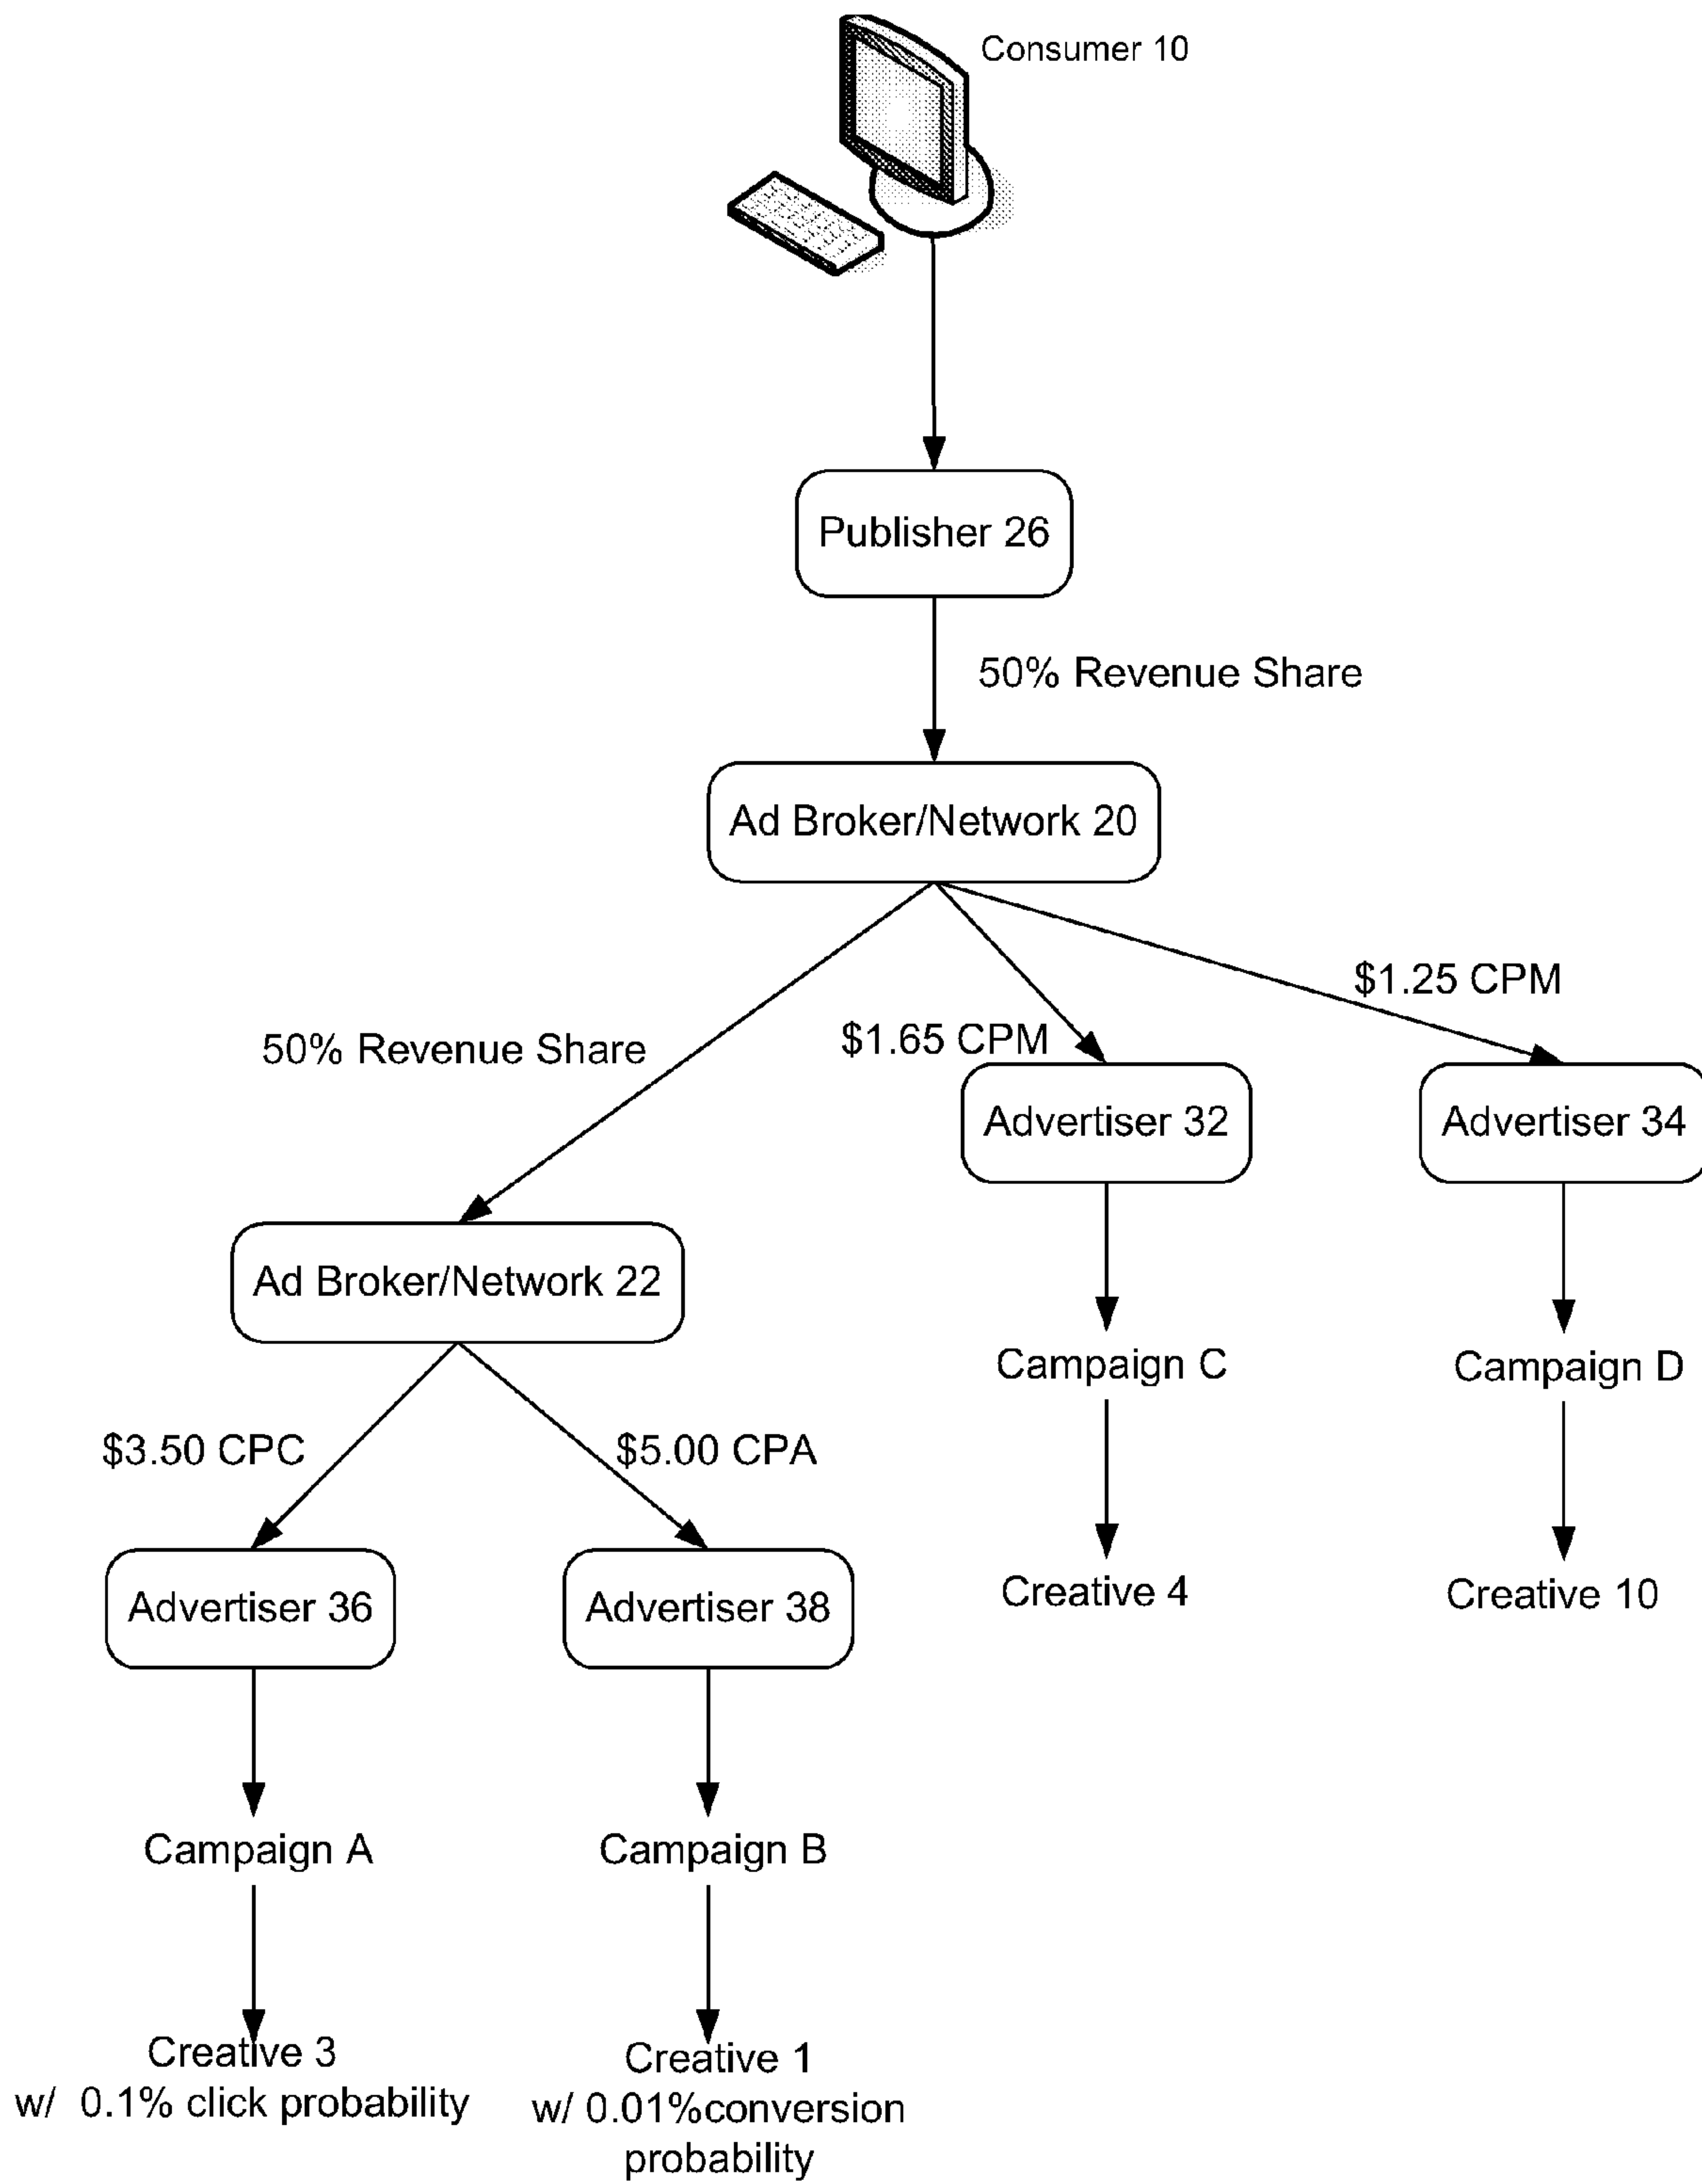 Consumer 10
Publisher 26
50% Revenue Share
Ad Broker/Network 20
$1.25 CPM
50% Revenue Share
$1.65 CPM
Advertiser 32
Advertiser 34
Ad Broker/Network 22
Campaign C
Campaign D
$3.50 CPC
$5.00 CPA
Creative 4
Creative 10
Advertiser 36
Advertiser 38
Campaign A
Campaign B
Creative 3
w/ 0.1% click probability
Creative 1
w/ 0.01%conversion
probability